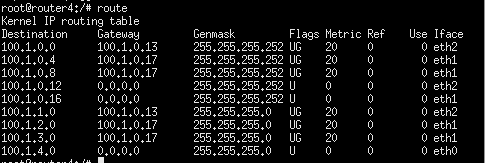 root@router4:/# route
Kernel IP routing table
Destination Gateway Genmask Flags Metric Ref Use Iface
100.1.0.0 100.1.0.13 255.255.255.252 UG 20 0 0 eth2
100.1.0.4 100.1.0.17 255.255.255.252 UG 20 0 0 eth1
100.1.0.8 100.1.0.17 255.255.255.252 UG 20 0 0 eth1
100.1.0.12 0.0.0.0 255.255.255.252 U 0 0 0 eth2
100.1.0.16 0.0.0.0 255.255.255.252 U 0 0 0 eth1
100.1.1.0 100.1.0.13 255.255.255.0 UG 20 0 0 eth2
100.1.2.0 100.1.0.17 255.255.255.0 UG 20 0 0 eth1
100.1.3.0 100.1.0.17 255.255.255.0 UG 20 0 0 eth1
100.1.4.0 0.0.0.0 255.255.255.0 U 0 0 0 eth0
root@router4:/#